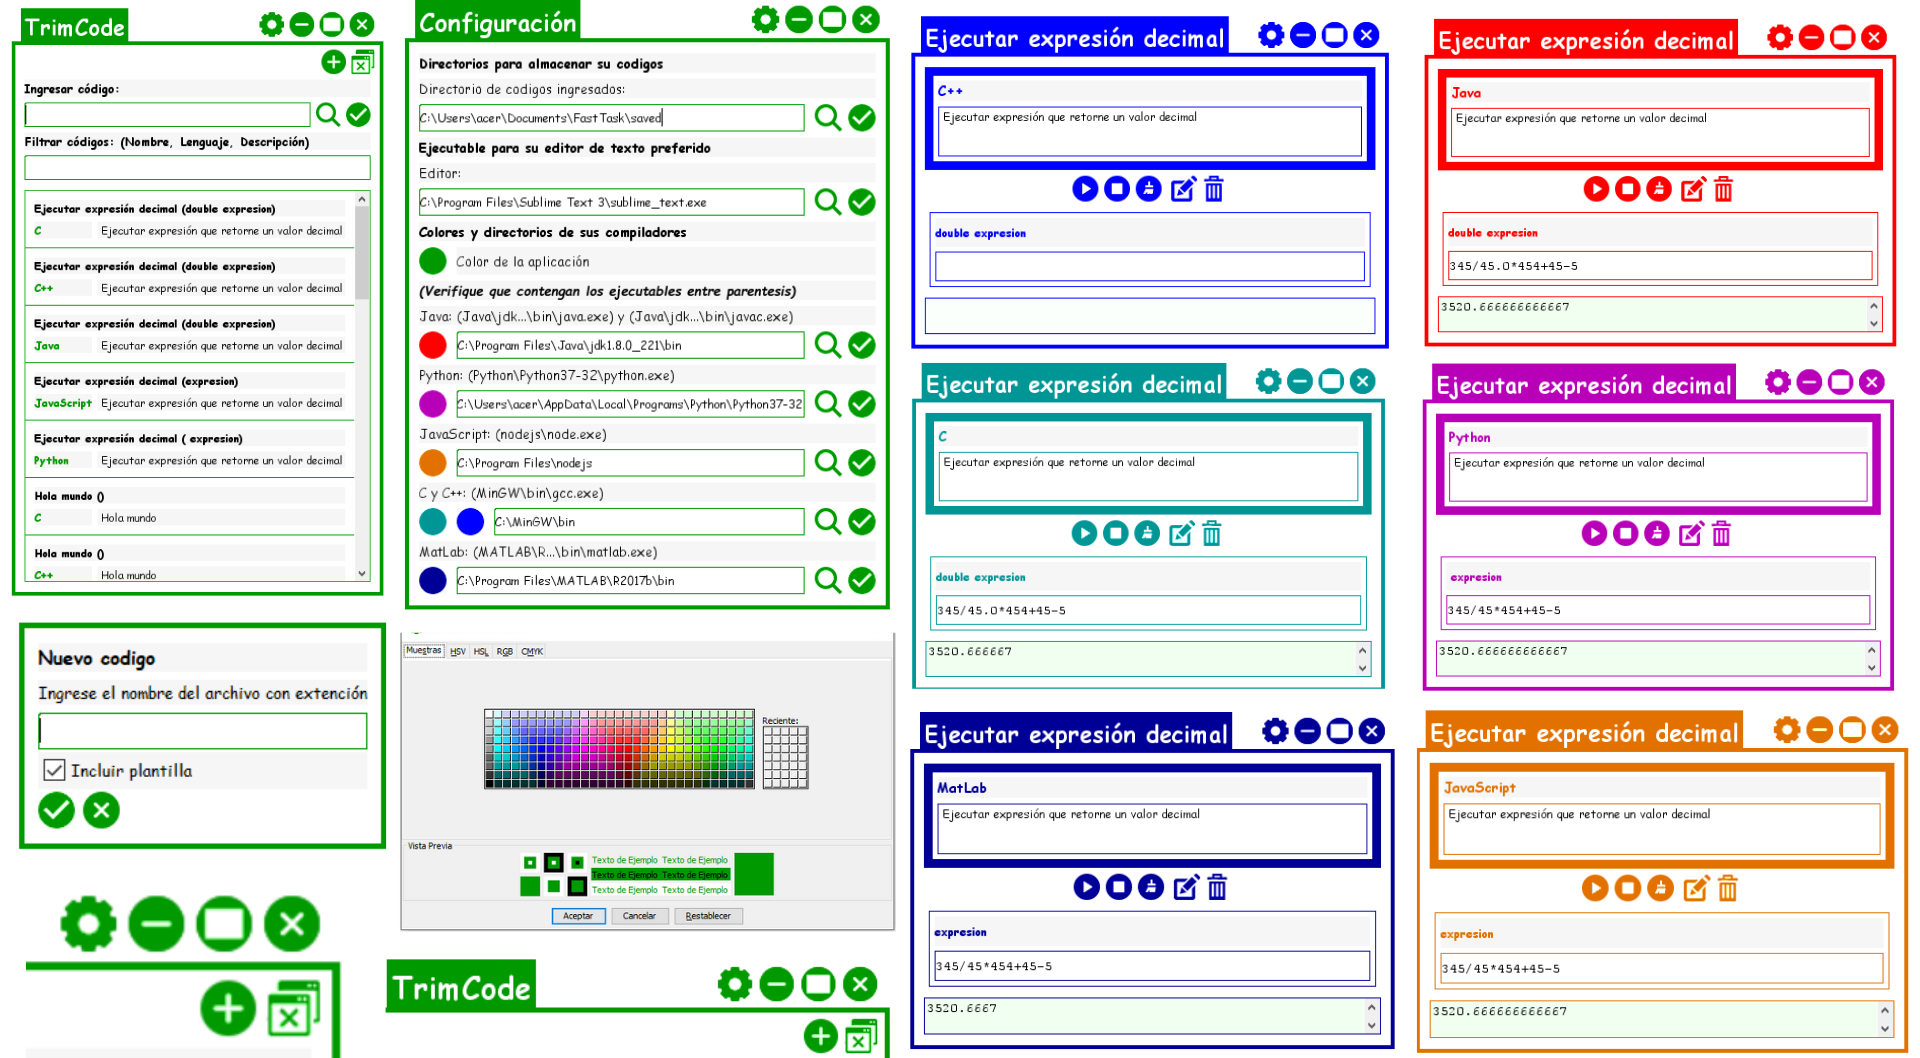 TrimCode
Ingresar código:
Filtrar códigos: (Nombre, Lenguaje, Descripción)
Ejecutar expresión decimal (double expresion)
C Ejecutar expresión que retorne un valor decimal
Ejecutar expresión decimal (double expresion)
C++ Ejecutar expresión que retorne un valor decimal
Ejecutar expresión decimal (double expresion)
Java Ejecutar expresión que retorne un valor decimal
Ejecutar expresión decimal (expresion)
JavaScript Ejecutar expresión que retorne un valor decimal
Ejecutar expresión decimal ( expresion)
Python Ejecutar expresión que retorne un valor decimal
Hola mundo ()
C Hola mundo
Hola mundo ()
C++ Hola mundo
Nuevo codigo
Ingrese el nombre del archivo con extención
Incluir plantilla
Configuración
Directorios para almacenar su codigos
Directorio de codigos ingresados:
C:\Users\acer\Documents\FastTask\saved
Ejecutable para su editor de texto preferido
Editor:
C:\Program Files\Sublime Text 3\sublime_text.exe
Colores y directorios de sus compiladores
Color de la aplicación
(Verifique que contengan los ejecutables entre parentesis)
Java: (Java\jdk...\bin\java.exe) y (Java\jdk...\bin\javac.exe)
C:\Program Files\Java\jdk1.8.0_221\bin
Python: (Python\Python37-32\python.exe)
C:\Users\acer\AppData\Local\Programs\Python\Python37-32
JavaScript: (nodejs\node.exe)
C:\Program Files\nodejs
C y C++: (MinGW\bin\gcc.exe)
C:\MinGW\bin
MatLab: (MATLAB\R...\bin\matlab.exe)
C:\Program Files\MATLAB\R2017b\bin
Muestras HSV HSL RGB CMYK
Reciente:
Vista Previa
Texto de Ejemplo Texto de Ejemplo
Texto de Ejemplo Texto de Ejemplo
Texto de Ejemplo Texto de Ejemplo
Aceptar Cancelar Restablecer
TrimCode
Ejecutar expresión decimal
C++
Ejecutar expresión que retorne un valor decimal
double expresion
Ejecutar expresión decimal
Java
Ejecutar expresión que retorne un valor decimal
double expresion
345/45.0*454+45-5
3520.666666666667
Ejecutar expresión decimal
C
Ejecutar expresión que retorne un valor decimal
double expresion
345/45.0*454+45-5
3520.666667
Ejecutar expresión decimal
Python
Ejecutar expresión que retorne un valor decimal
expresion
345/45*454+45-5
3520.666666666667
Ejecutar expresión decimal
MatLab
Ejecutar expresión que retorne un valor decimal
expresion
345/45*454+45-5
3520.6667
Ejecutar expresión decimal
JavaScript
Ejecutar expresión que retorne un valor decimal
expresion
345/45*454+45-5
3520.666666666667